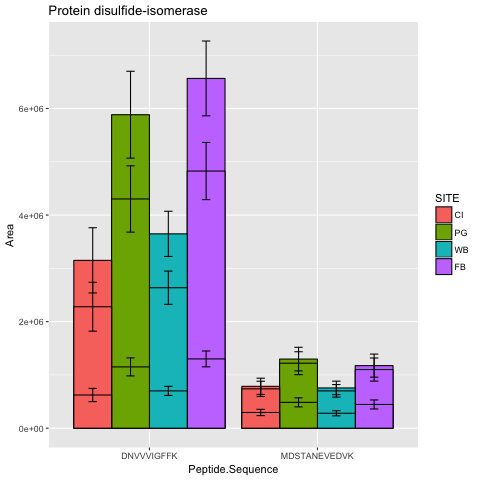 Protein disulfide-isomerase
6e+06
4e+06
2e+06
0e+00
Area
DNVVVIGFFK
MDSTANEVEDVK
Peptide.Sequence
SITE
CI
PG
WB
FB